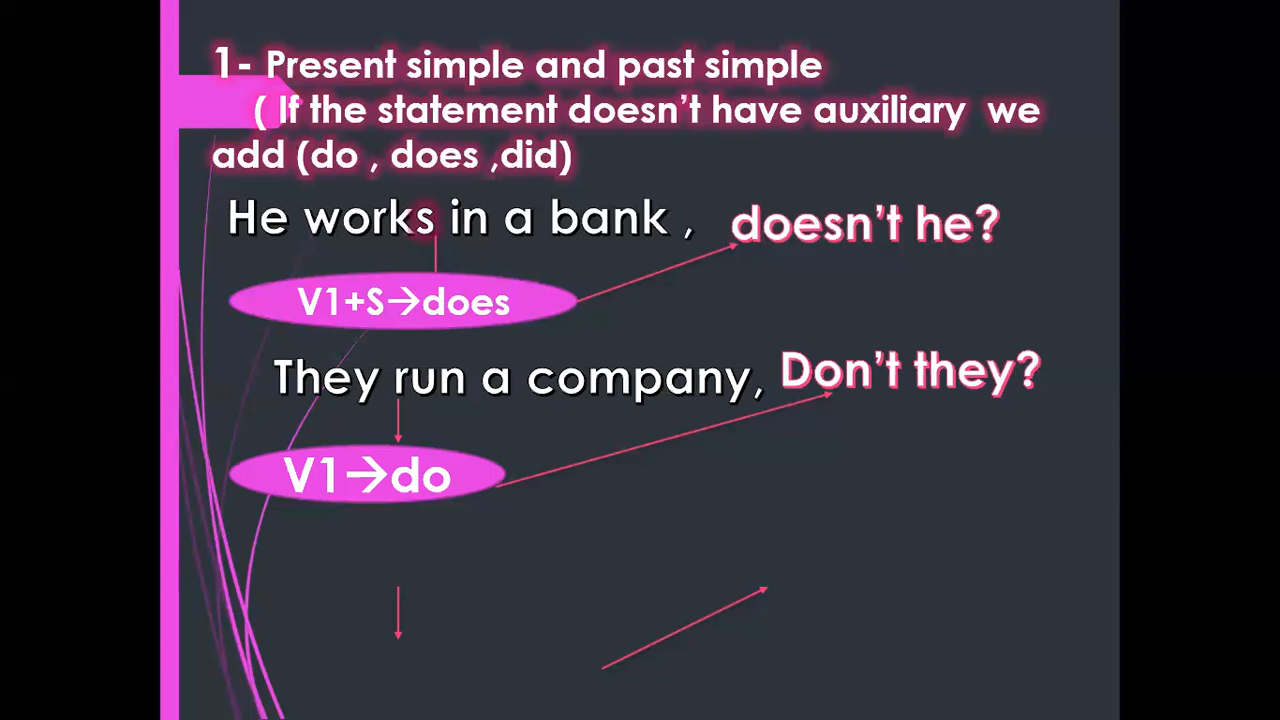 1- Present simple and past simple
( If the statement doesn't have auxiliary we
add (do , does ,did)
He works in a bank , doesn't he?
V1+S→does
They run a company, Don't they?
V1→do